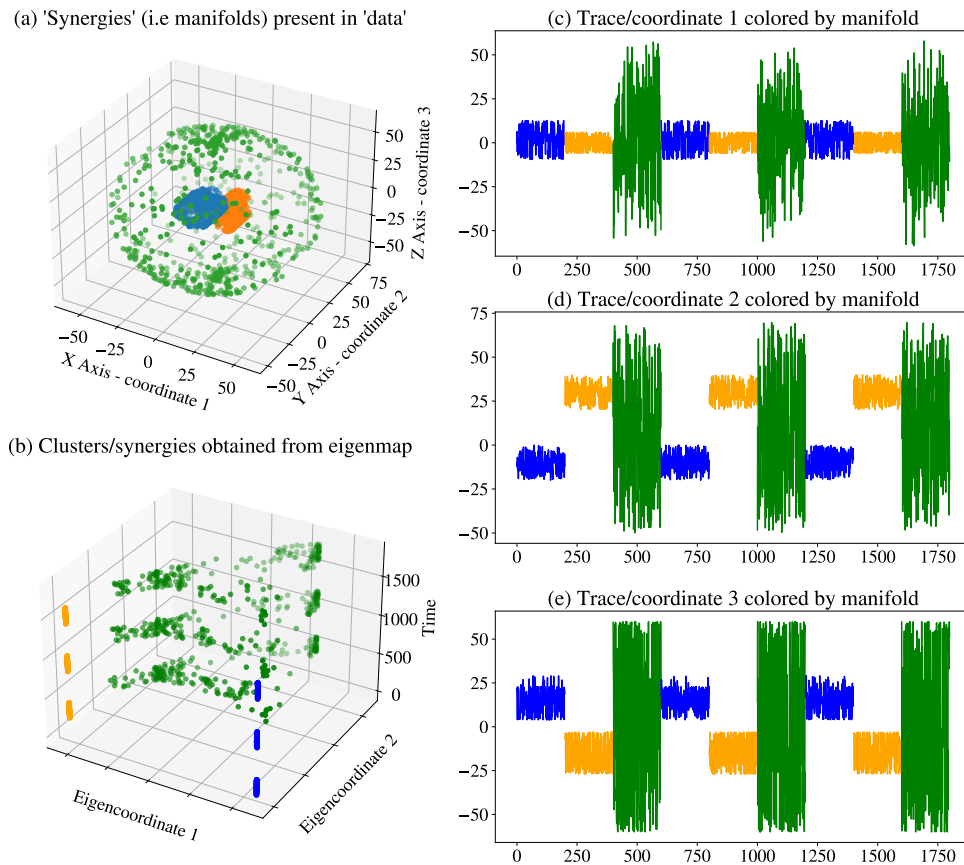 (a) 'Synergies' (i.e manifolds) present in 'data'
50
25
0
−25
−50
Z Axis - coordinate 3
−50
−25
0
25
50
X Axis - coordinate 1
−50
−25
0
25
50
75
Y Axis - coordinate 2
(b) Clusters/synergies obtained from eigenmap
1500
1000
500
0
Time
Eigencoordinate 1
Eigencoordinate 2
(c) Trace/coordinate 1 colored by manifold
50
25
0
−25
−50
0 250 500 750 1000 1250 1500 1750
(d) Trace/coordinate 2 colored by manifold
75
50
25
0
−25
−50
0 250 500 750 1000 1250 1500 1750
(e) Trace/coordinate 3 colored by manifold
50
25
0
−25
−50
0 250 500 750 1000 1250 1500 1750